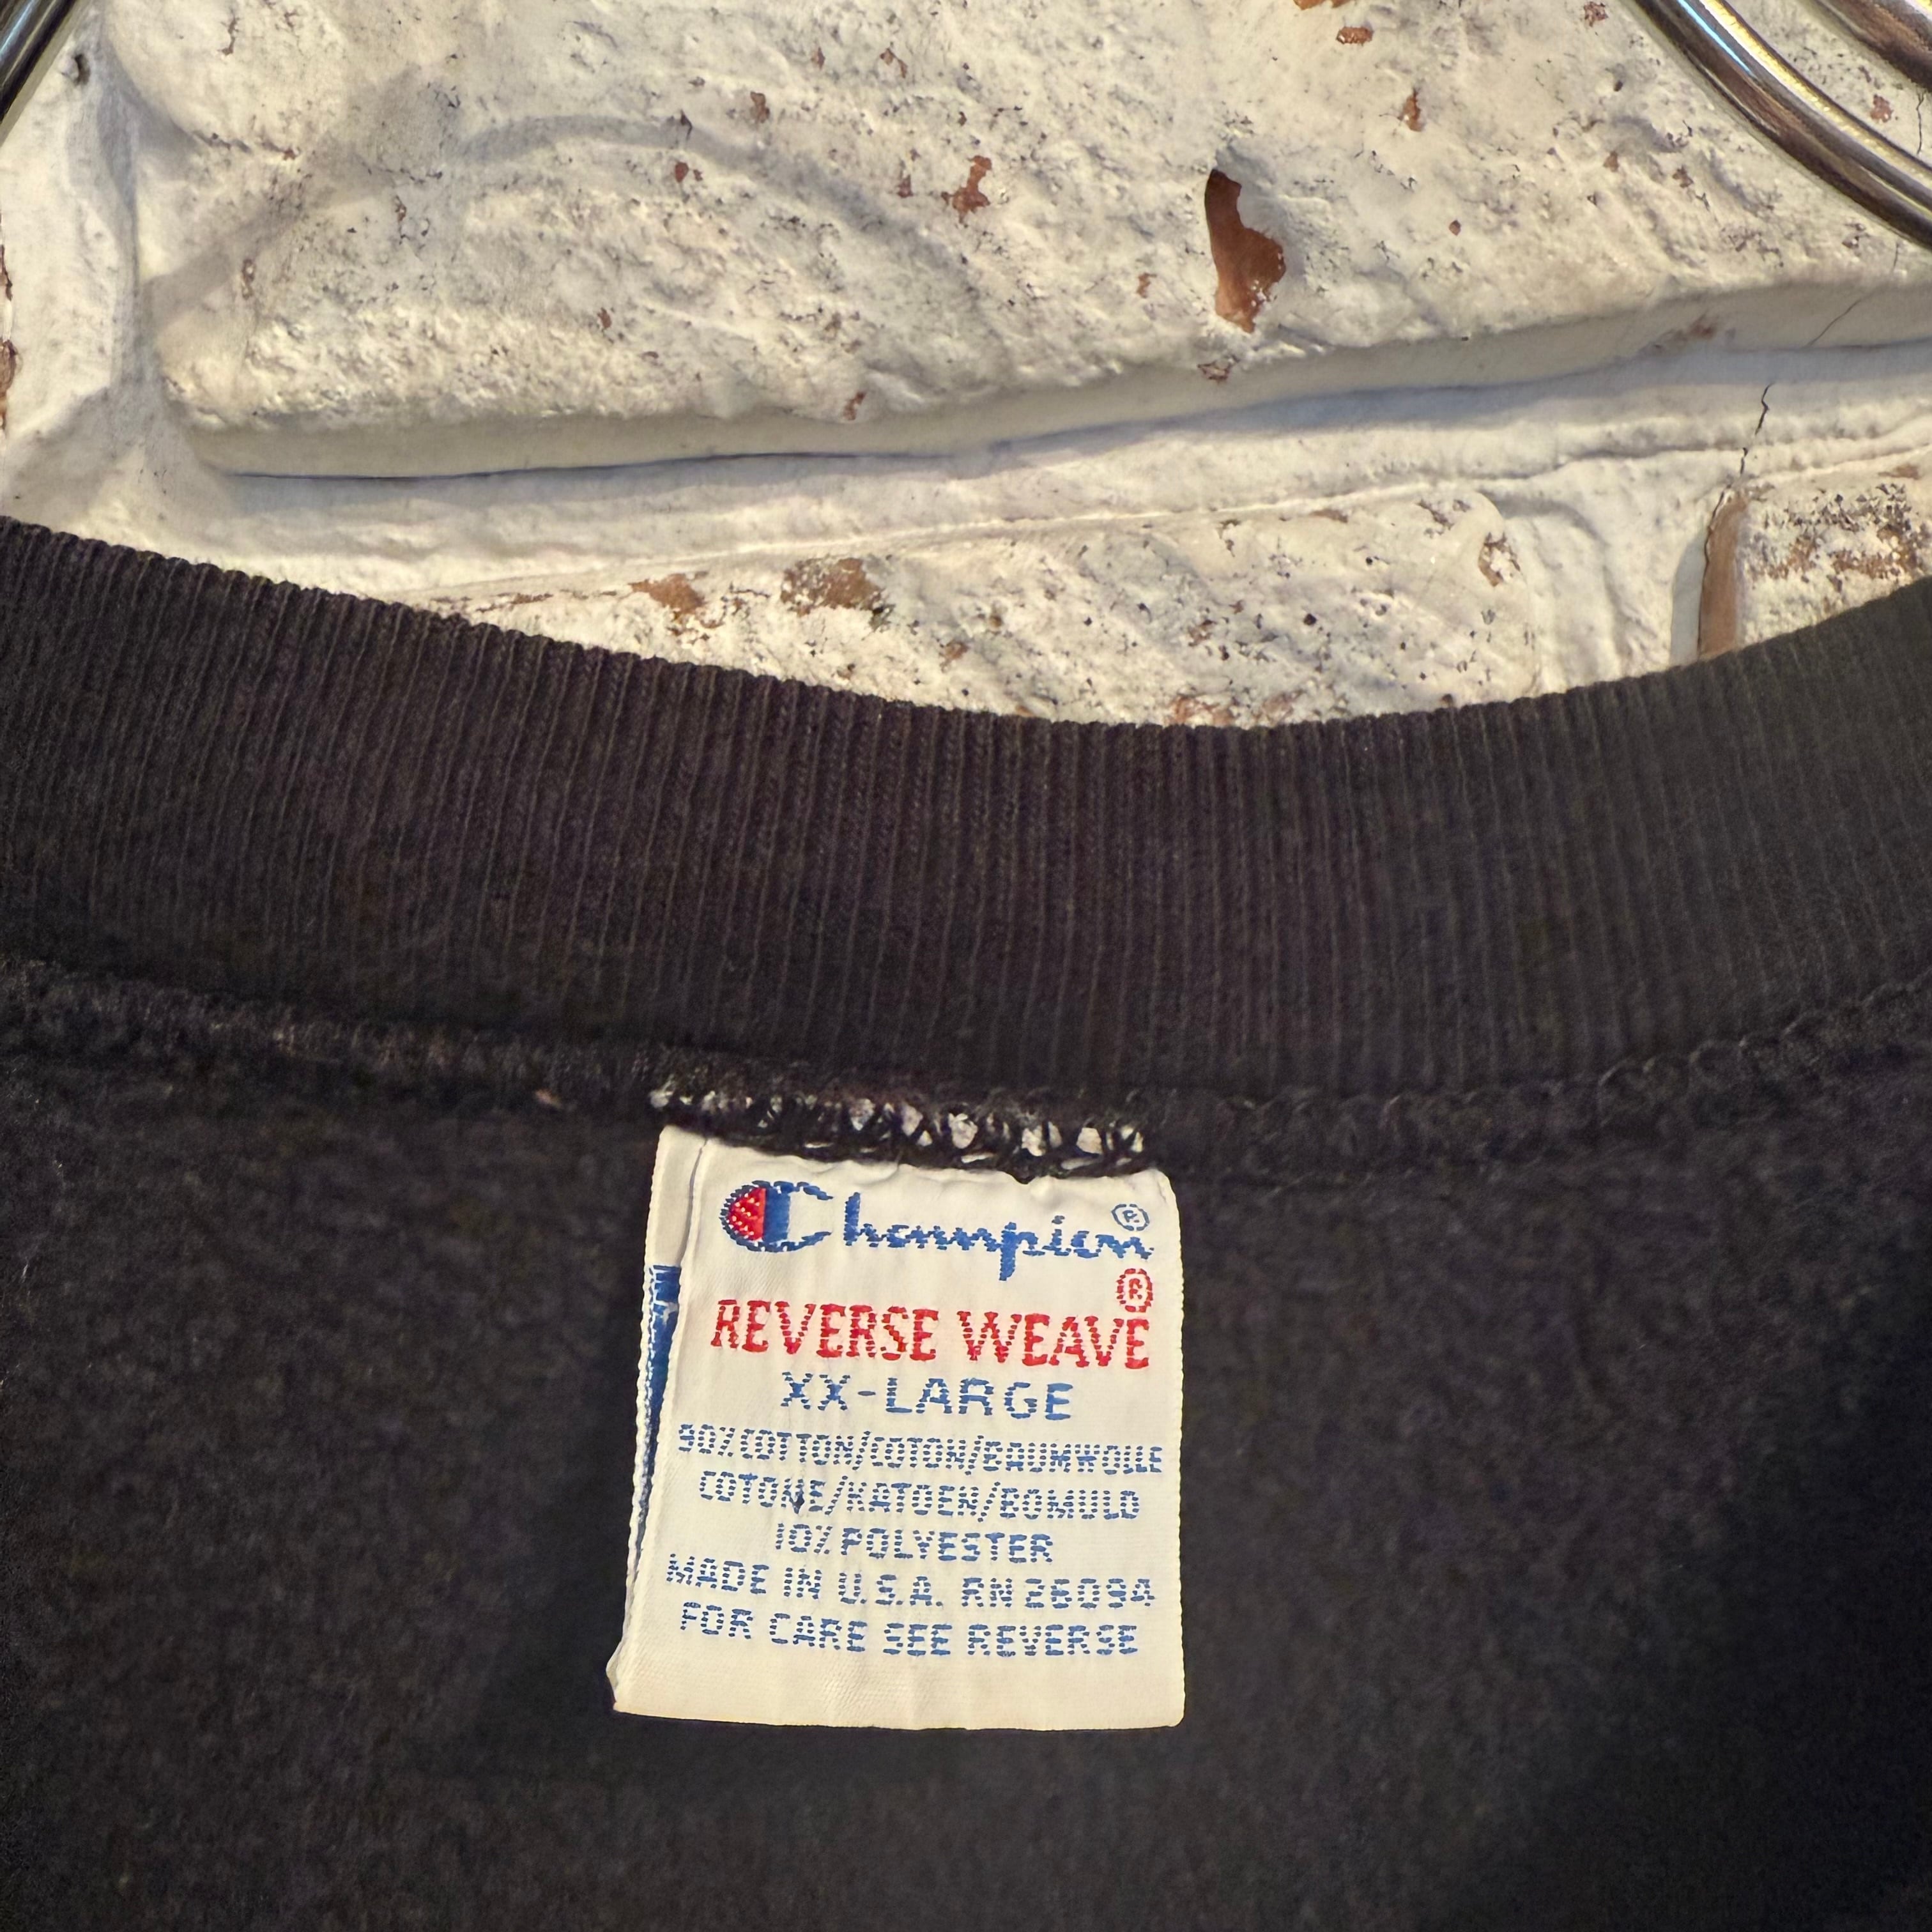 Champion®
®
REVERSE WEAVE
XX-LARGE
90% COTTON/COTON/BAUMWOLLE
COTONE/KATOEN/BOMULD
10% POLYESTER
MADE IN U.S.A. RN 26094
FOR CARE SEE REVERSE